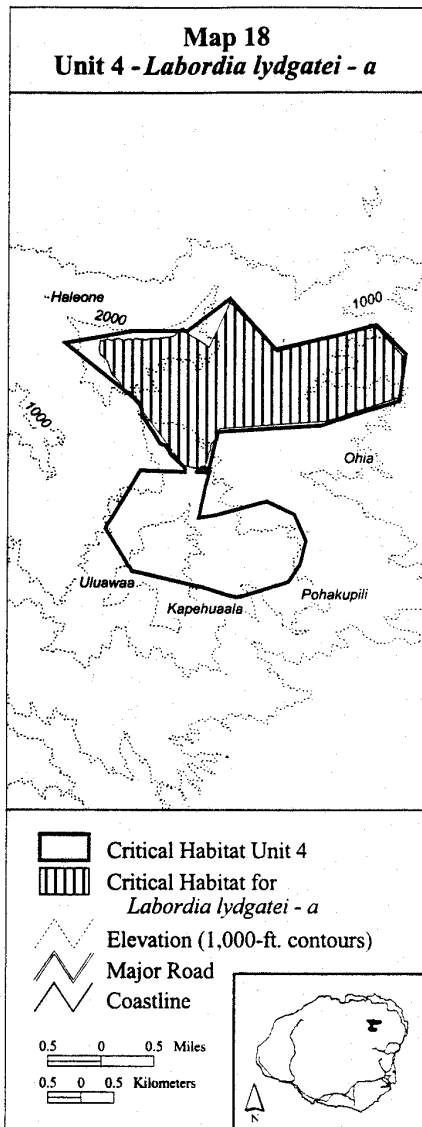 Map 18
Unit 4 - Labordia lydgatei - a
Haleone
2000
1000
1000
Ohia
Uluawaa
Kapehuaala
Pohakupili
Critical Habitat Unit 4
Critical Habitat for
Labordia lydgatei - a
Elevation (1,000-ft. contours)
Major Road
Coastline
0.5 0 0.5 Miles
0.5 0 0.5 Kilometers
N